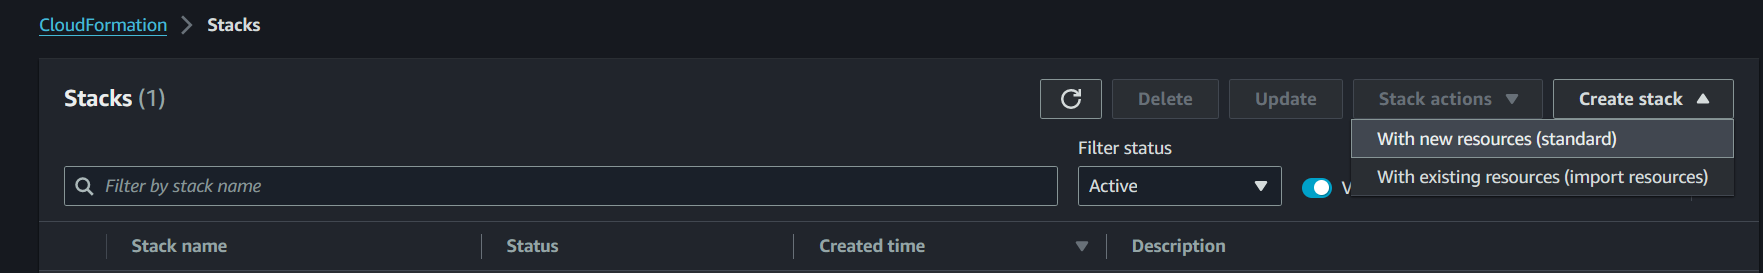 CloudFormation > Stacks
Stacks (1)
Delete
Update
Stack actions
Create stack
With new resources (standard)
With existing resources (import resources)
Filter status
Filter by stack name
Active
Stack name
Status
Created time
Description